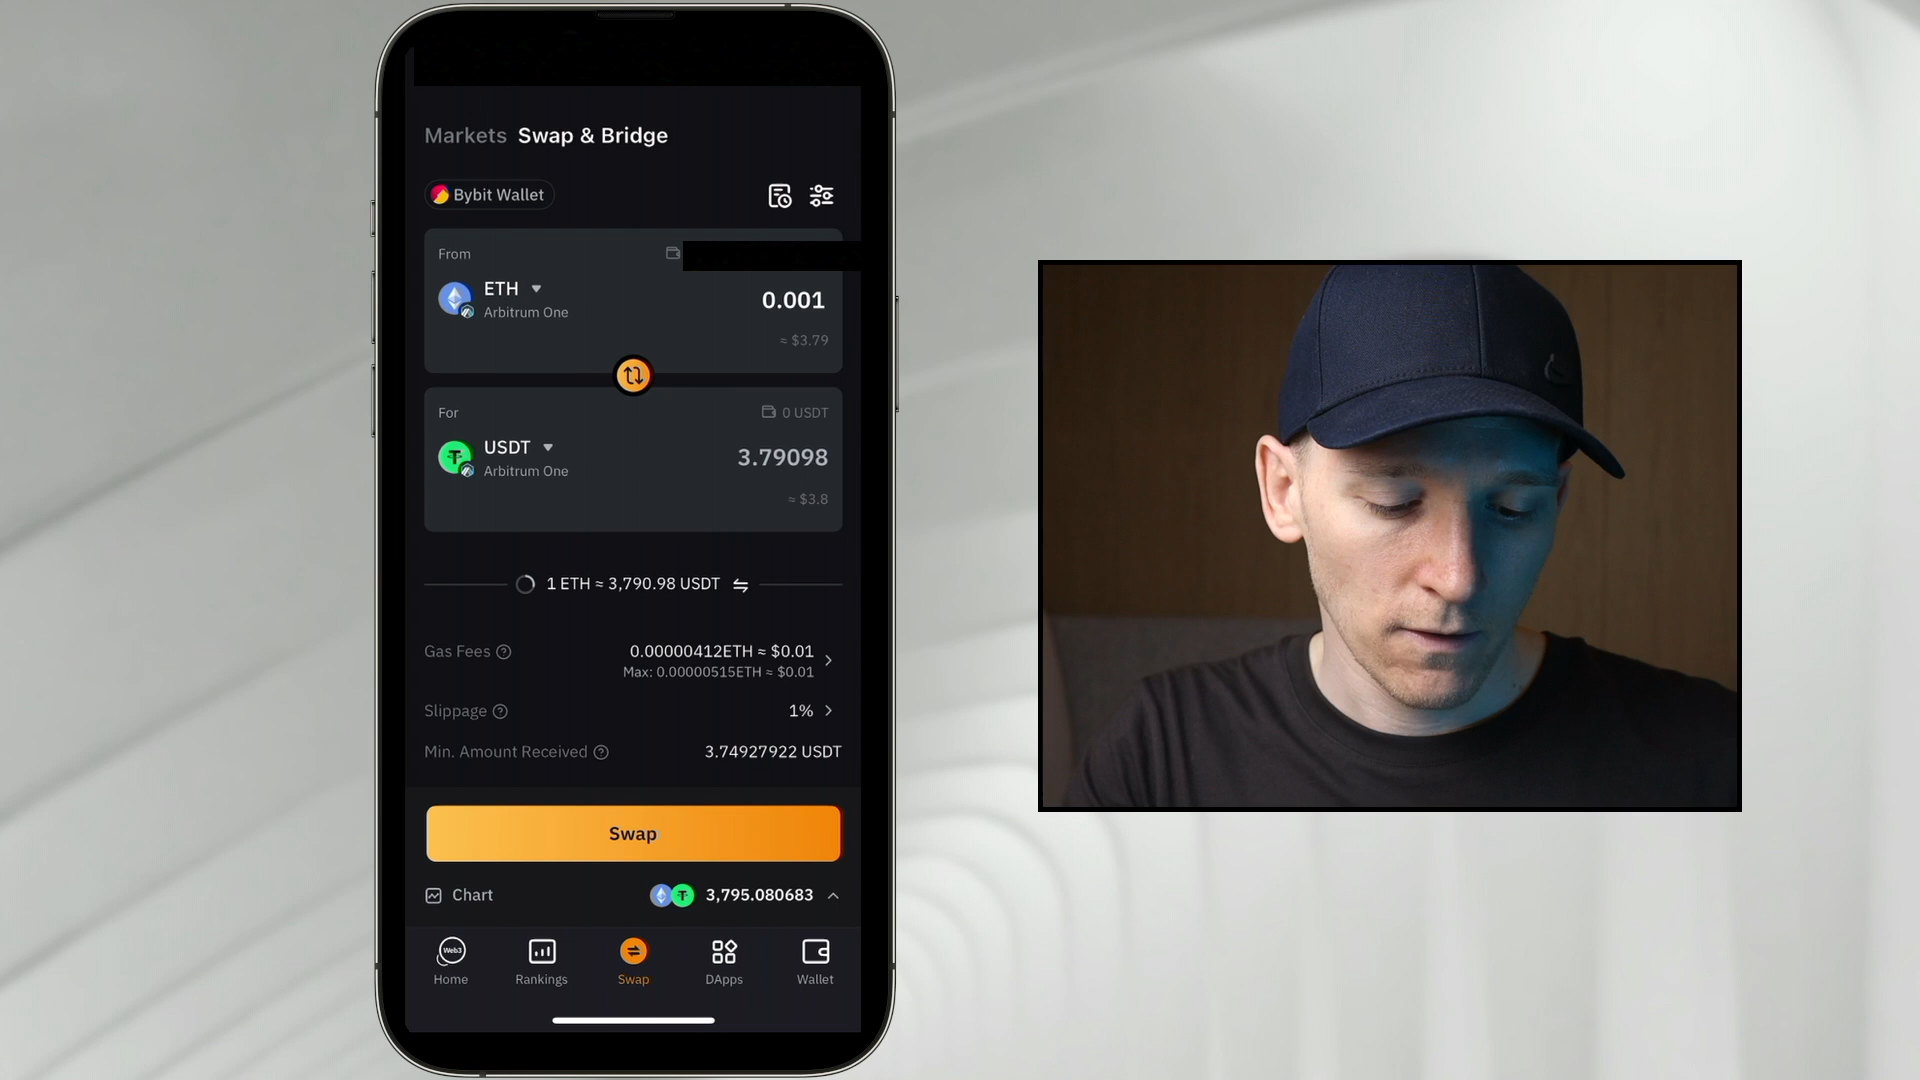 Markets Swap & Bridge
Bybit Wallet
From
ETH
0.001
Arbitrum One
≈ $3.79
For
0 USDT
USDT
3.79098
Arbitrum One
≈ $3.8
1 ETH ≈ 3,790.98 USDT
Gas Fees
0.00000412ETH ≈ $0.01
Max: 0.00000515ETH ≈ $0.01
Slippage
1%
Min. Amount Received
3.74927922 USDT
Swap
Chart
3,795.080683
Web3
Home
Rankings
Swap
DApps
Wallet